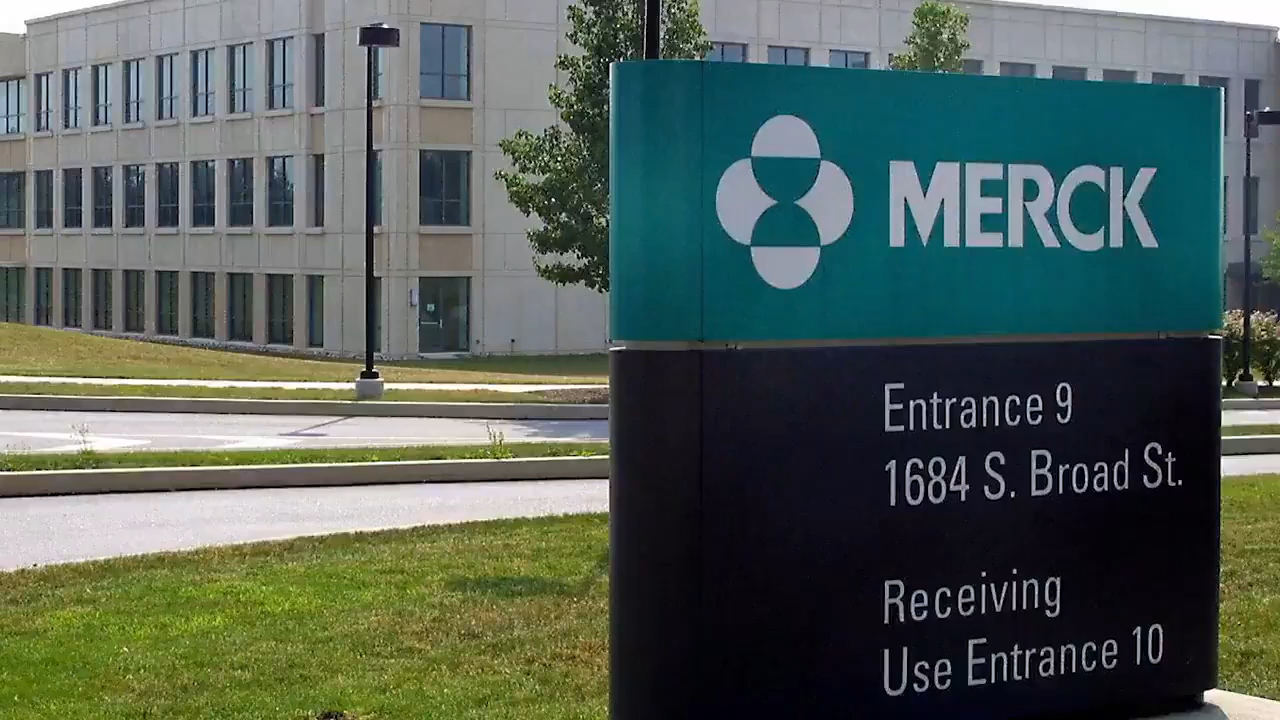 MERCK
Entrance 9
1684 S. Broad St.
Receiving
Use Entrance 10